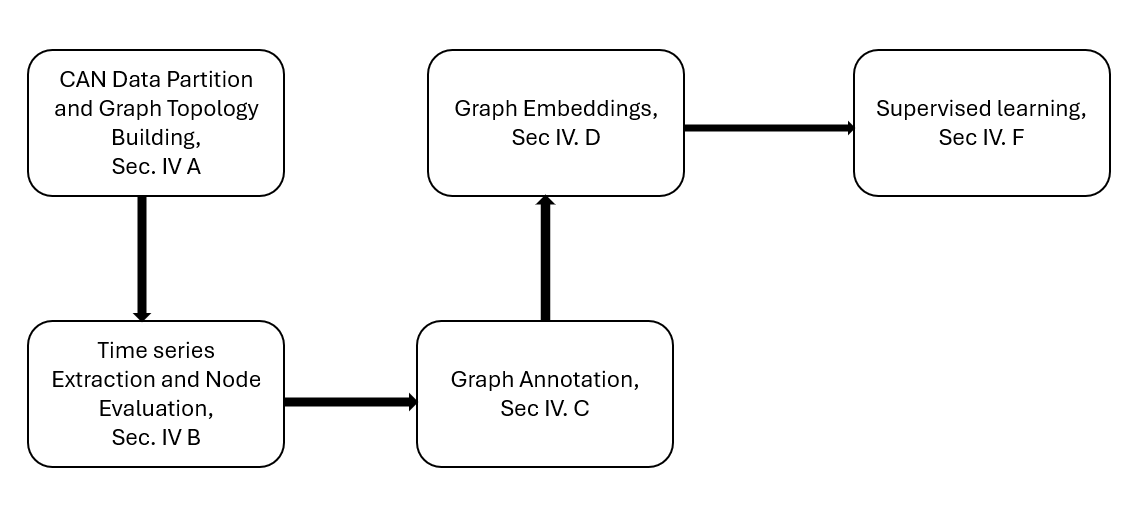 CAN Data Partition
and Graph Topology
Building,
Sec. IV A
Time series
Extraction and Node
Evaluation,
Sec. IV B
Graph Annotation,
Sec IV. C
Graph Embeddings,
Sec IV. D
Supervised learning,
Sec IV. F